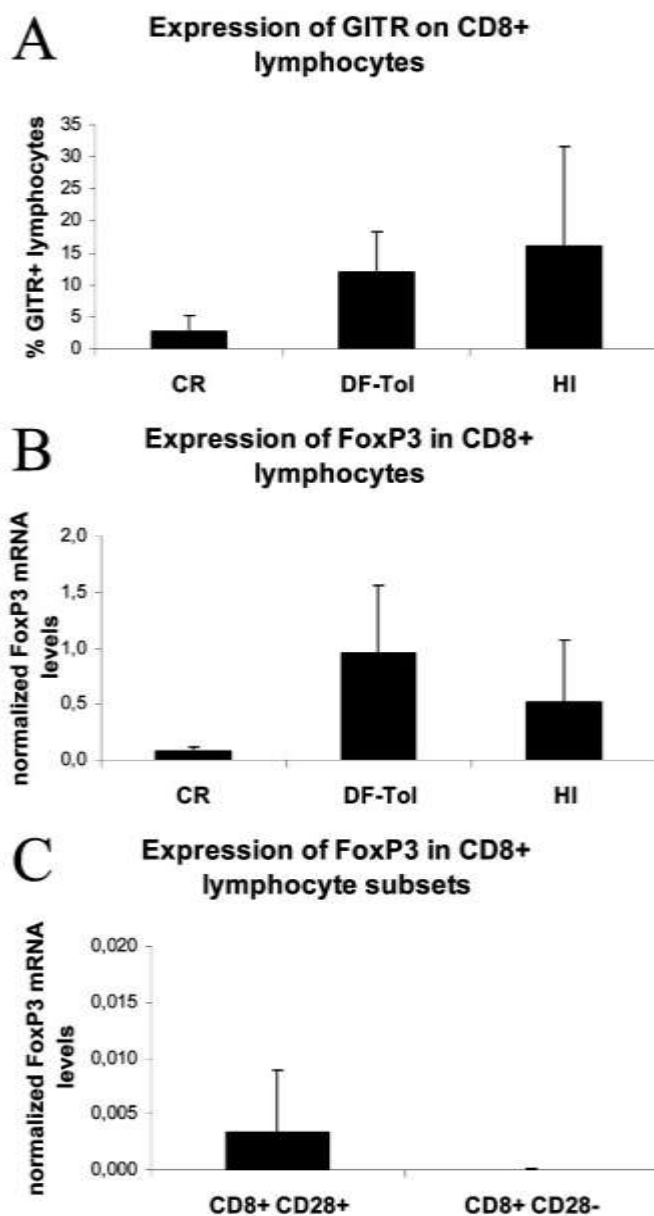 A
Expression of GITR on CD8+
lymphocytes
% GITR+ lymphocytes
35
30
25
20
15
10
5
0
CR DF-Tol HI
B
Expression of FoxP3 in CD8+
lymphocytes
normalized FoxP3 mRNA
levels
2,0
1,5
1,0
0,5
0,0
CR DF-Tol HI
C
Expression of FoxP3 in CD8+
lymphocyte subsets
normalized FoxP3 mRNA
levels
0,020
0,015
0,010
0,005
0,000
CD8+ CD28+ CD8+ CD28-